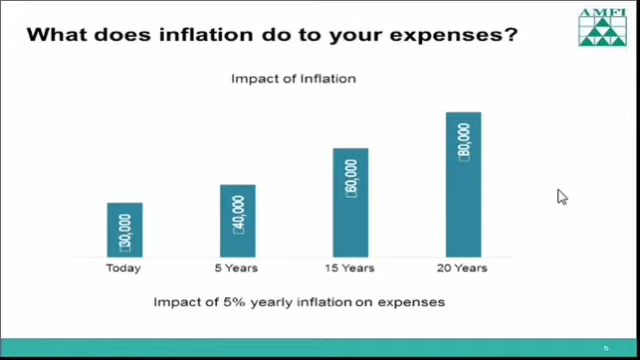 AMFI
What does inflation do to your expenses?
Impact of Inflation
□30,000
□40,000
□60,000
□80,000
Today 5 Years 15 Years 20 Years
Impact of 5% yearly inflation on expenses
5